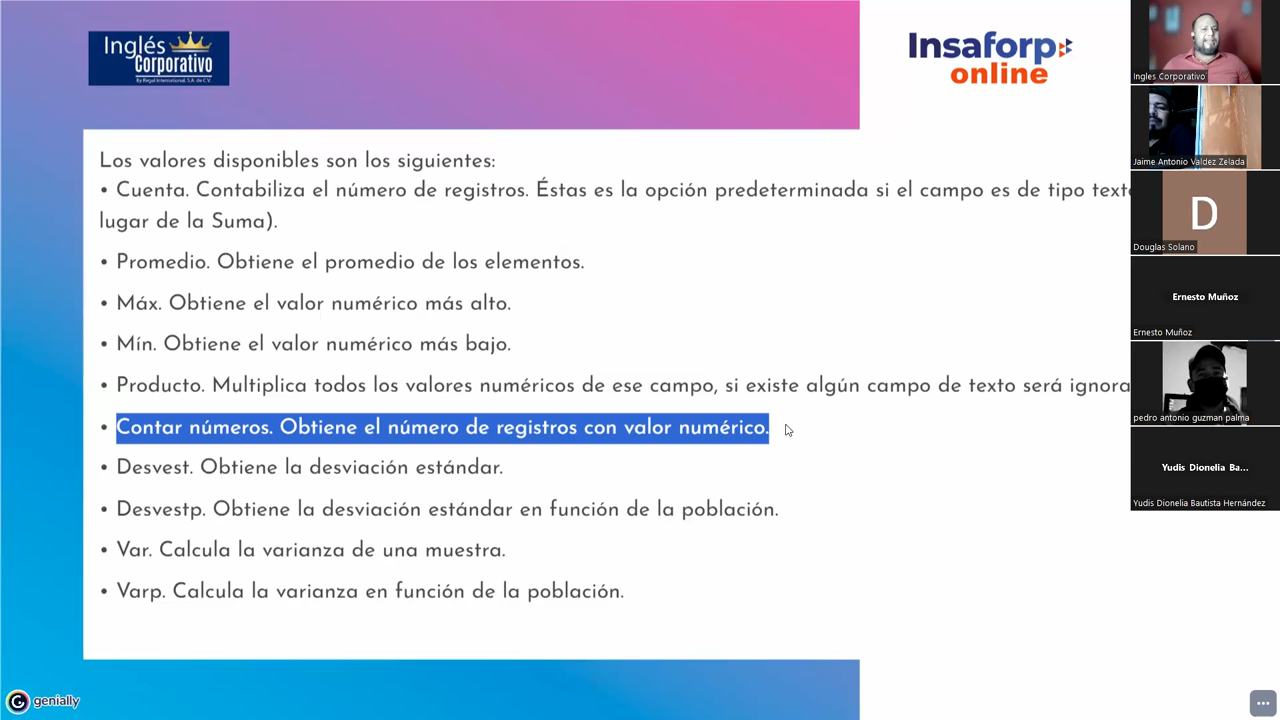 Inglés
Corporativo
By Regal International, S.A. de C.V.
Insaforp
online
Los valores disponibles son los siguientes:
• Cuenta. Contabiliza el número de registros. Éstas es la opción predeterminada si el campo es de tipo texto
lugar de la Suma).
• Promedio. Obtiene el promedio de los elementos.
• Máx. Obtiene el valor numérico más alto.
• Mín. Obtiene el valor numérico más bajo.
• Producto. Multiplica todos los valores numéricos de ese campo, si existe algún campo de texto será ignora
• Contar números. Obtiene el número de registros con valor numérico.
• Desvest. Obtiene la desviación estándar.
• Desvestp. Obtiene la desviación estándar en función de la población.
• Var. Calcula la varianza de una muestra.
• Varp. Calcula la varianza en función de la población.
genially
Ingles Corporativo
Jaime Antonio Valdez Zelada
D
Douglas Solano
Ernesto Muñoz
Ernesto Muñoz
pedro antonio guzman palma
Yudis Dionelia Ba...
Yudis Dionelia Bautista Hernández